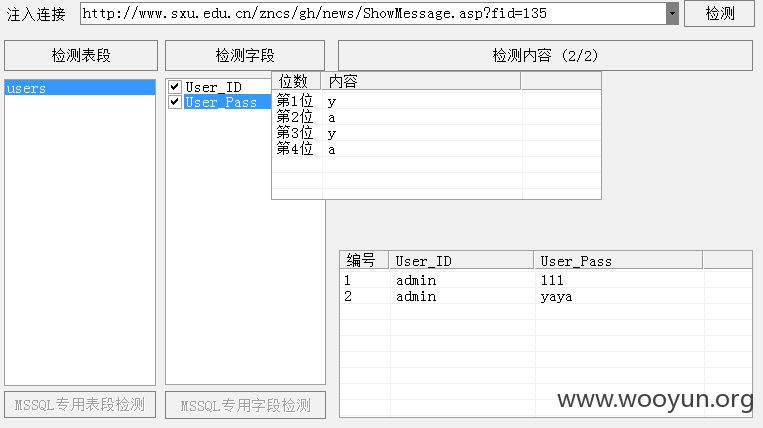 注入连接 http://www.sxu.edu.cn/zncs/gh/news/ShowMessage.asp?fid=135 检测
检测表段 检测字段 检测内容 (2/2)
users
User_ID
User_Pass
位数 内容
第1位 y
第2位 a
第3位 y
第4位 a
编号 User_ID User_Pass
1 admin 111
2 admin yaya
MSSQL专用表段检测 MSSQL专用字段检测
www.wooyun.org